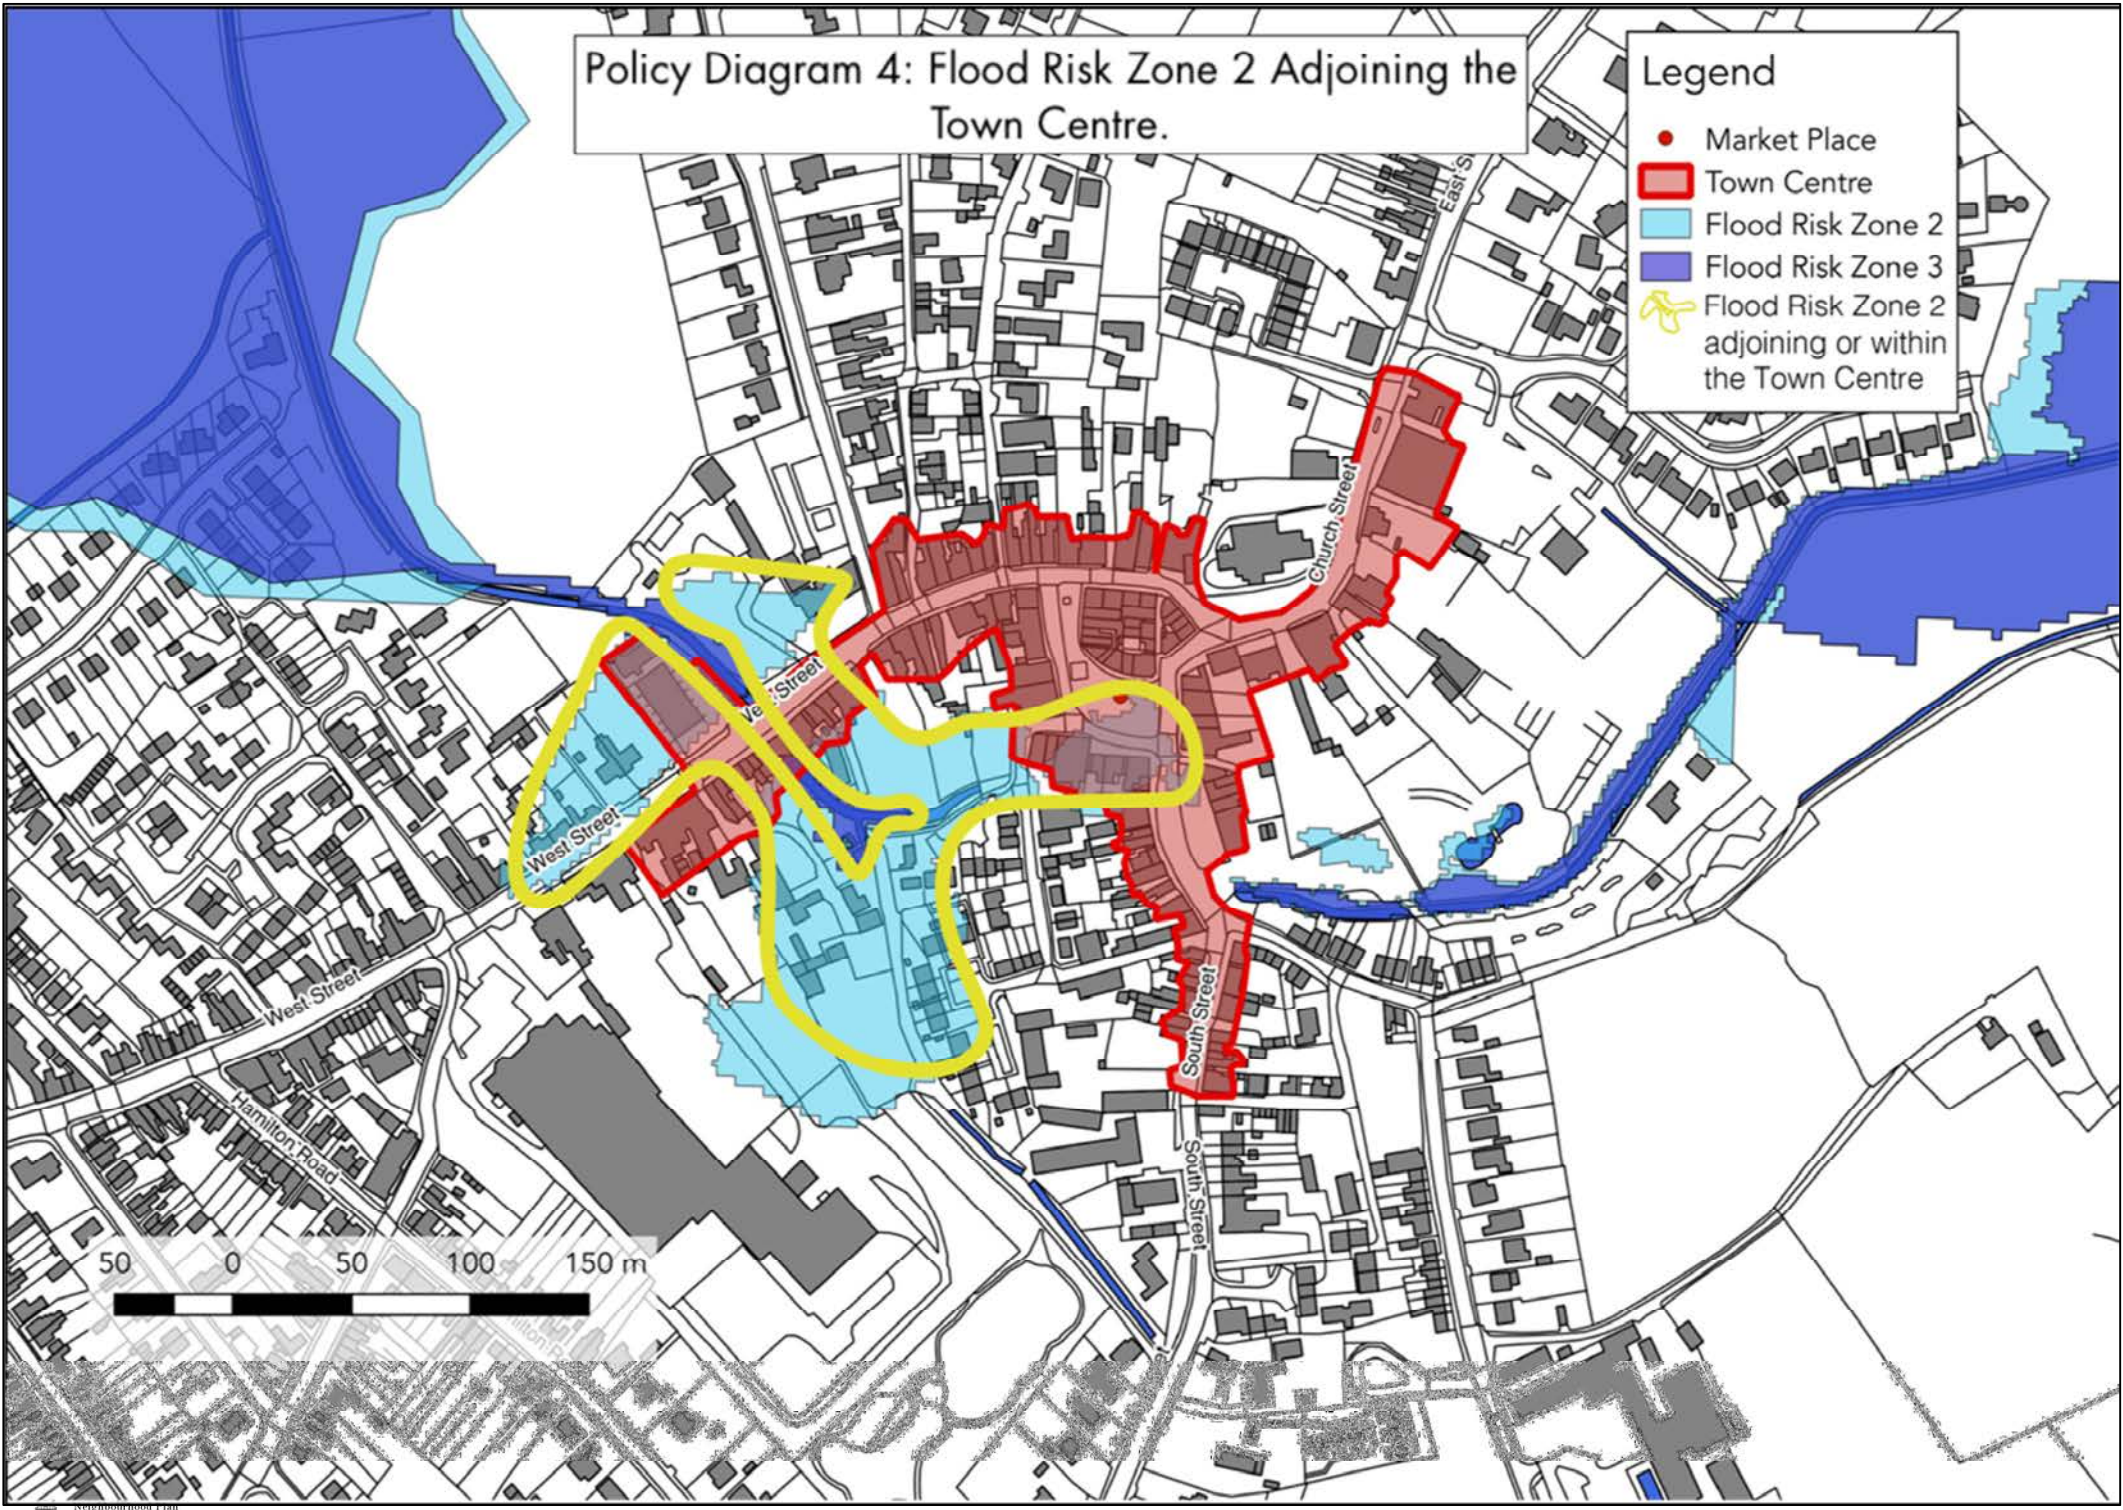 Policy Diagram 4: Flood Risk Zone 2 Adjoining the
Town Centre.
Legend
Market Place
Town Centre
Flood Risk Zone 2
Flood Risk Zone 3
Flood Risk Zone 2
adjoining or within
the Town Centre
Church Street
West Street
West Street
South Street
Hamilton Road
South Street
50 0 50 100 150 m
Neighbourhood Plan